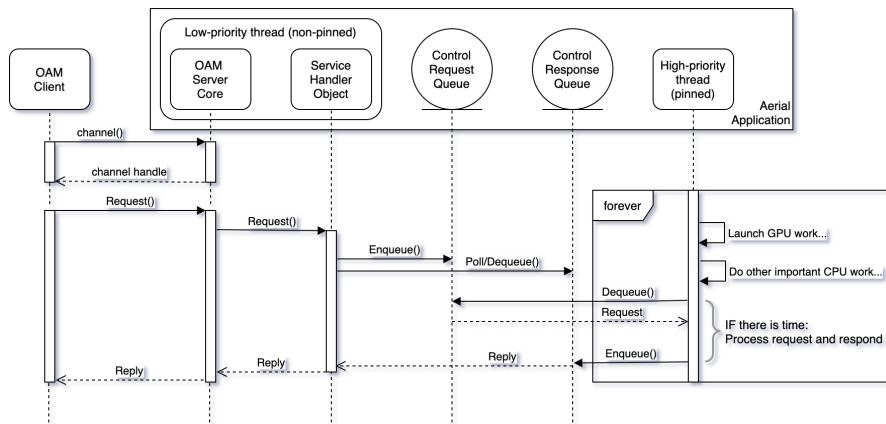 Low-priority thread (non-pinned)
OAM
Client
OAM
Server
Core
Service
Handler
Object
Control
Request
Queue
Control
Response
Queue
High-priority
thread
(pinned)
Aerial
Application
channel()
channel handle
Request()
forever
Request()
Launch GPU work...
Enqueue()
Poll/Dequeue()
Do other important CPU work...
Dequeue()
Request
IF there is time:
Process request and respond
Enqueue()
Reply
Reply
Reply